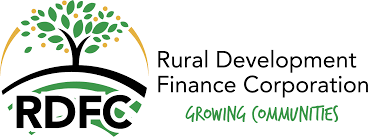 RDFC
Rural Development
Finance Corporation
GROWING COMMUNITIES